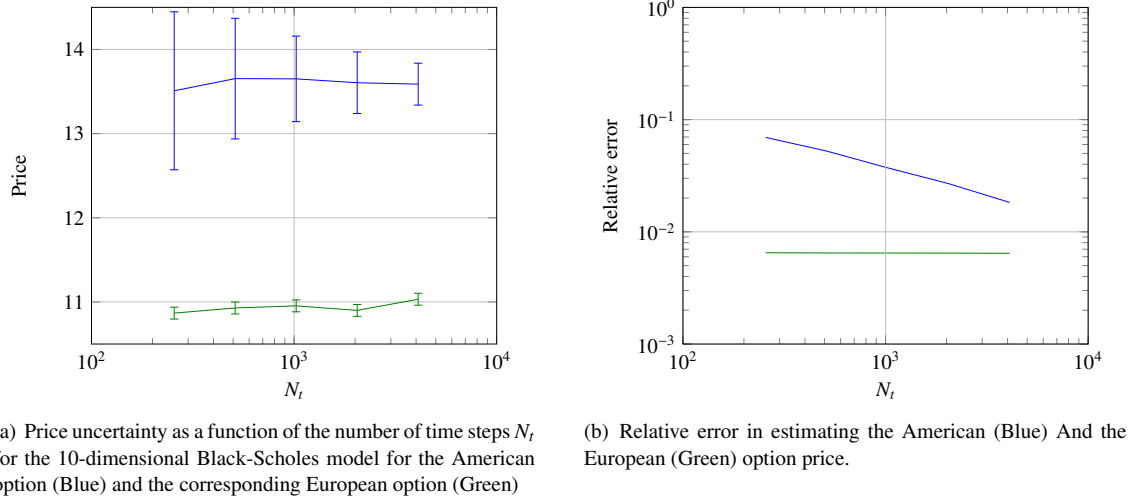 14
13
12
11
10^2
10^3
10^4
Price
N_t
10^0
10^-1
10^-2
10^-3
10^2
10^3
10^4
Relative error
N_t
a) Price uncertainty as a function of the number of time steps N_t
for the 10-dimensional Black-Scholes model for the American
option (Blue) and the corresponding European option (Green)
(b) Relative error in estimating the American (Blue) And the
European (Green) option price.